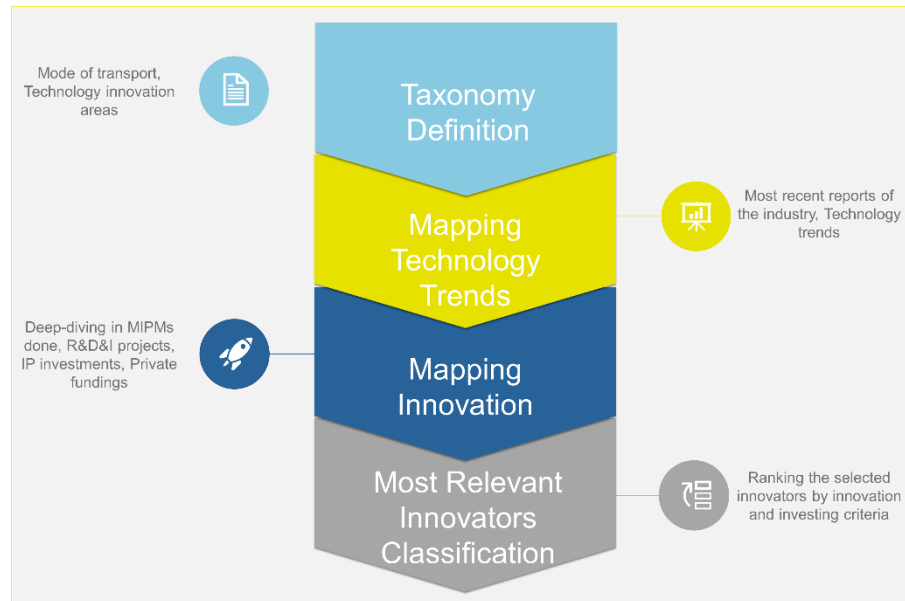 Mode of transport,
Technology innovation
areas
Taxonomy
Definition
Mapping
Technology
Trends
Most recent reports of
the industry, Technology
trends
Deep-diving in MIPMs
done, R&D&I projects,
IP investments, Private
fundings
Mapping
Innovation
Most Relevant
Innovators
Classification
Ranking the selected
innovators by innovation
and investing criteria